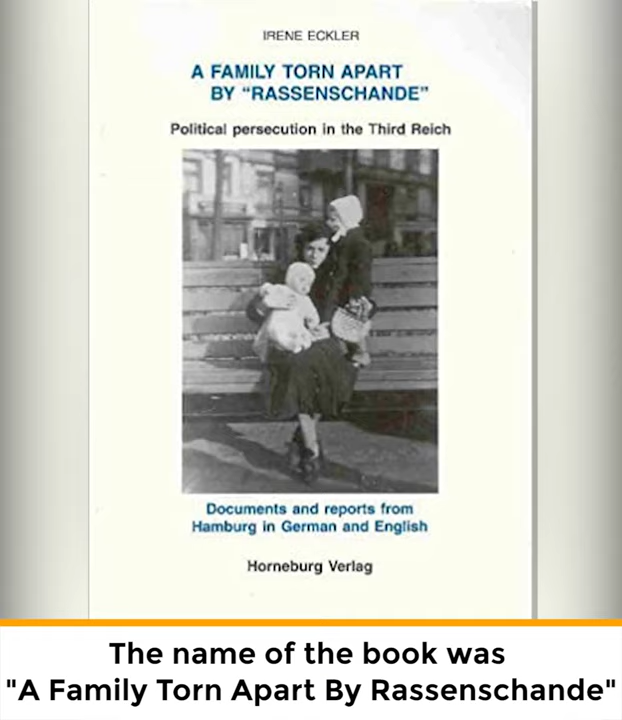 IRENE ECKLER
A FAMILY TORN APART
BY “RASSENSCHANDE”
Political persecution in the Third Reich
Documents and reports from
Hamburg in German and English
Horneburg Verlag
The name of the book was
"A Family Torn Apart By Rassenschande"